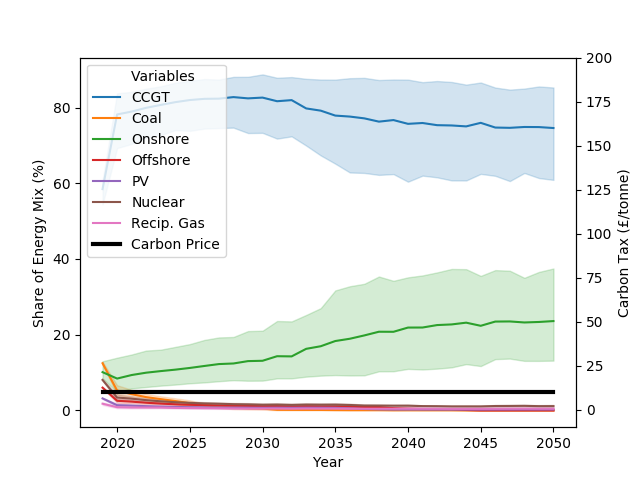 Variables
CCGT
Coal
Onshore
Offshore
PV
Nuclear
Recip. Gas
Carbon Price
Share of Energy Mix (%)
0
20
40
60
80
Carbon Tax (£/tonne)
0
25
50
75
100
125
150
175
200
2020
2025
2030
2035
2040
2045
2050
Year